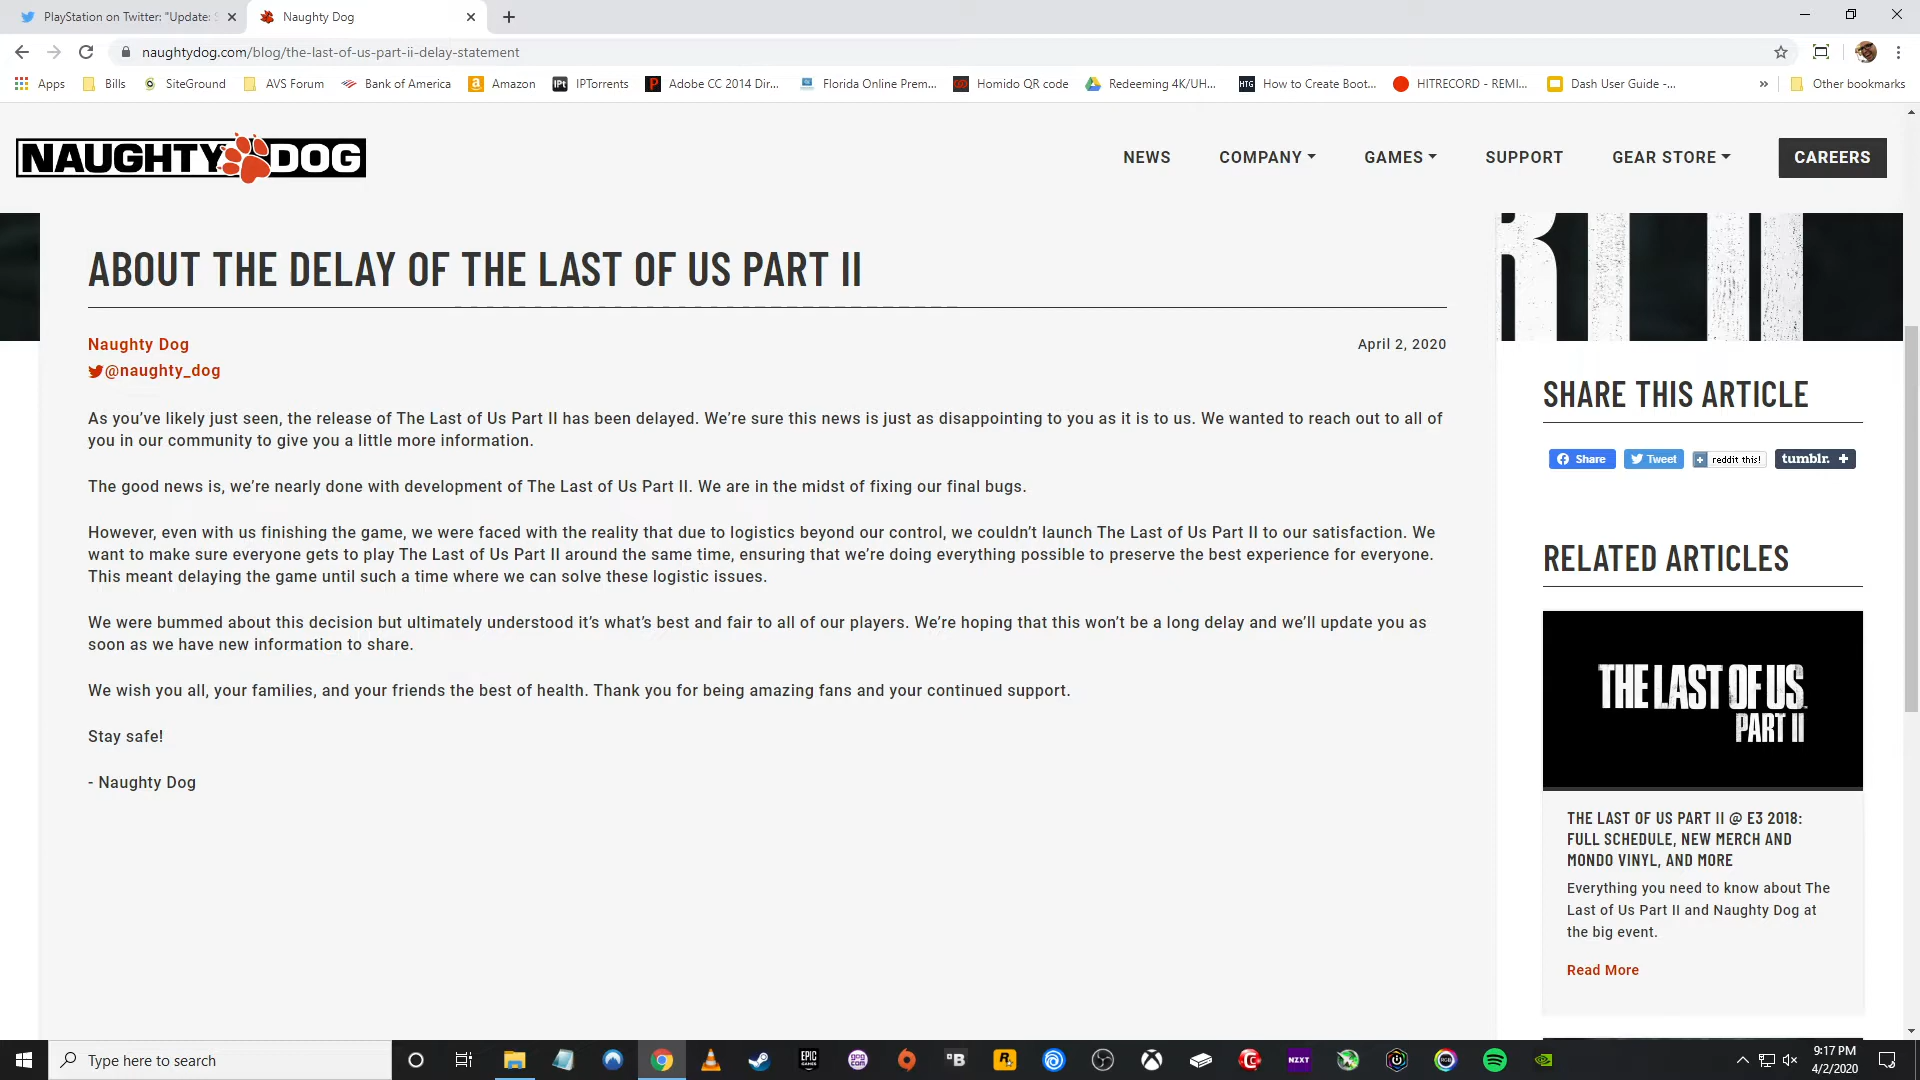 PlayStation on Twitter: "Update:
Naughty Dog
naughtydog.com/blog/the-last-of-us-part-ii-delay-statement
Apps
Bills
SiteGround
AVS Forum
Bank of America
Amazon
IPTorrents
Adobe CC 2014 Dir...
Florida Online Prem...
Homido QR code
Redeeming 4K/UH...
How to Create Boot...
HITRECORD - REMI...
Dash User Guide -...
Other bookmarks
NAUGHTY DOG
NEWS
COMPANY
GAMES
SUPPORT
GEAR STORE
CAREERS
ABOUT THE DELAY OF THE LAST OF US PART II
Naughty Dog
April 2, 2020
@naughty_dog
As you’ve likely just seen, the release of The Last of Us Part II has been delayed. We’re sure this news is just as disappointing to you as it is to us. We wanted to reach out to all of
you in our community to give you a little more information.
The good news is, we’re nearly done with development of The Last of Us Part II. We are in the midst of fixing our final bugs.
However, even with us finishing the game, we were faced with the reality that due to logistics beyond our control, we couldn’t launch The Last of Us Part II to our satisfaction. We
want to make sure everyone gets to play The Last of Us Part II around the same time, ensuring that we’re doing everything possible to preserve the best experience for everyone.
This meant delaying the game until such a time where we can solve these logistic issues.
We were bummed about this decision but ultimately understood it’s what’s best and fair to all of our players. We’re hoping that this won’t be a long delay and we’ll update you as
soon as we have new information to share.
We wish you all, your families, and your friends the best of health. Thank you for being amazing fans and your continued support.
Stay safe!
- Naughty Dog
SHARE THIS ARTICLE
Share
Tweet
reddit this!
tumblr. +
RELATED ARTICLES
THE LAST OF US
PART II
THE LAST OF US PART II @ E3 2018:
FULL SCHEDULE, NEW MERCH AND
MONDO VINYL, AND MORE
Everything you need to know about The
Last of Us Part II and Naughty Dog at
the big event.
Read More
Type here to search
9:17 PM
4/2/2020